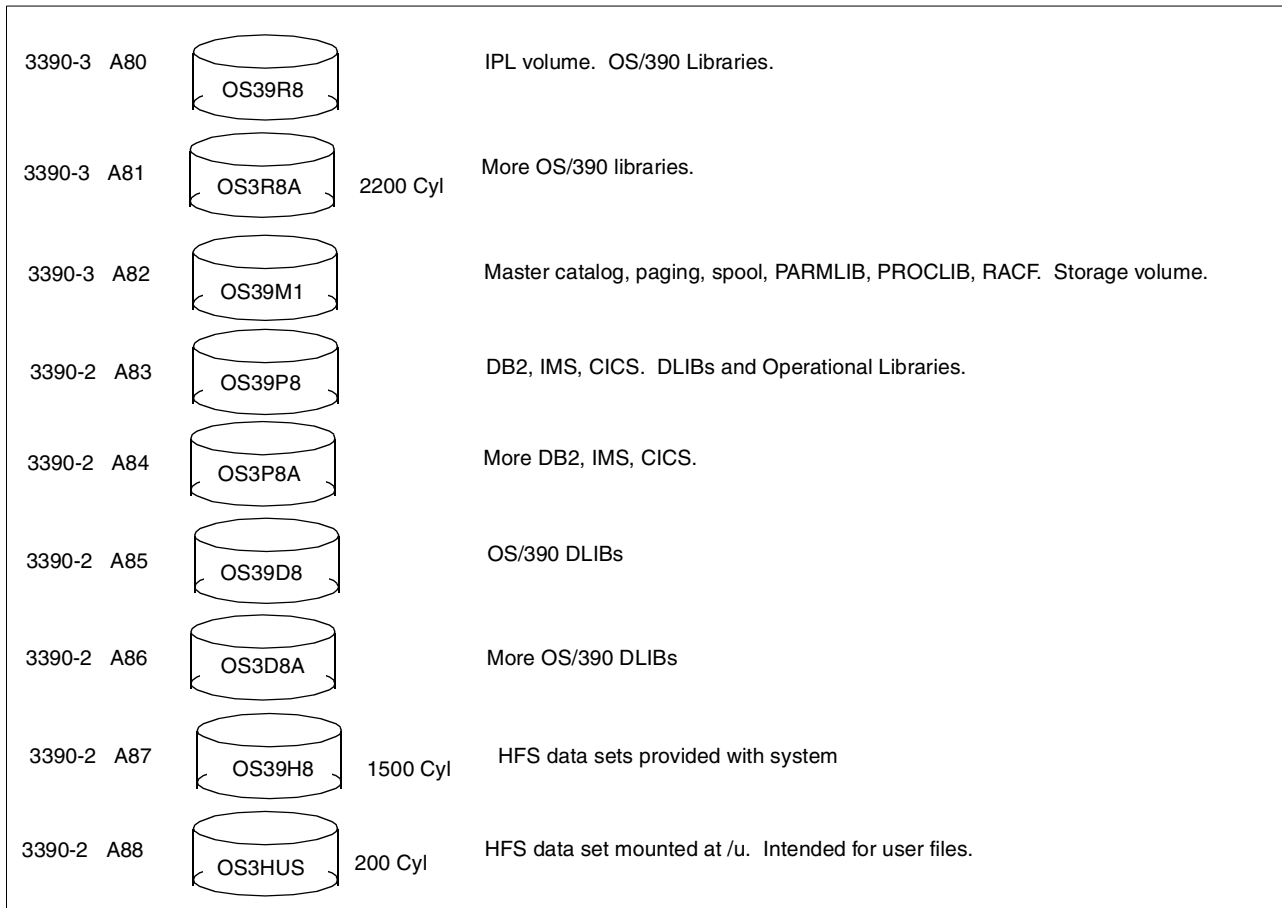 3390-3 A80 OS39R8 IPL volume. OS/390 Libraries.
3390-3 A81 OS3R8A 2200 Cyl More OS/390 libraries.
3390-3 A82 OS39M1 Master catalog, paging, spool, PARMLIB, PROCLIB, RACF. Storage volume.
3390-2 A83 OS39P8 DB2, IMS, CICS. DLIBs and Operational Libraries.
3390-2 A84 OS3P8A More DB2, IMS, CICS.
3390-2 A85 OS39D8 OS/390 DLIBs
3390-2 A86 OS3D8A More OS/390 DLIBs
3390-2 A87 OS39H8 1500 Cyl HFS data sets provided with system
3390-2 A88 OS3HUS 200 Cyl HFS data set mounted at /u. Intended for user files.